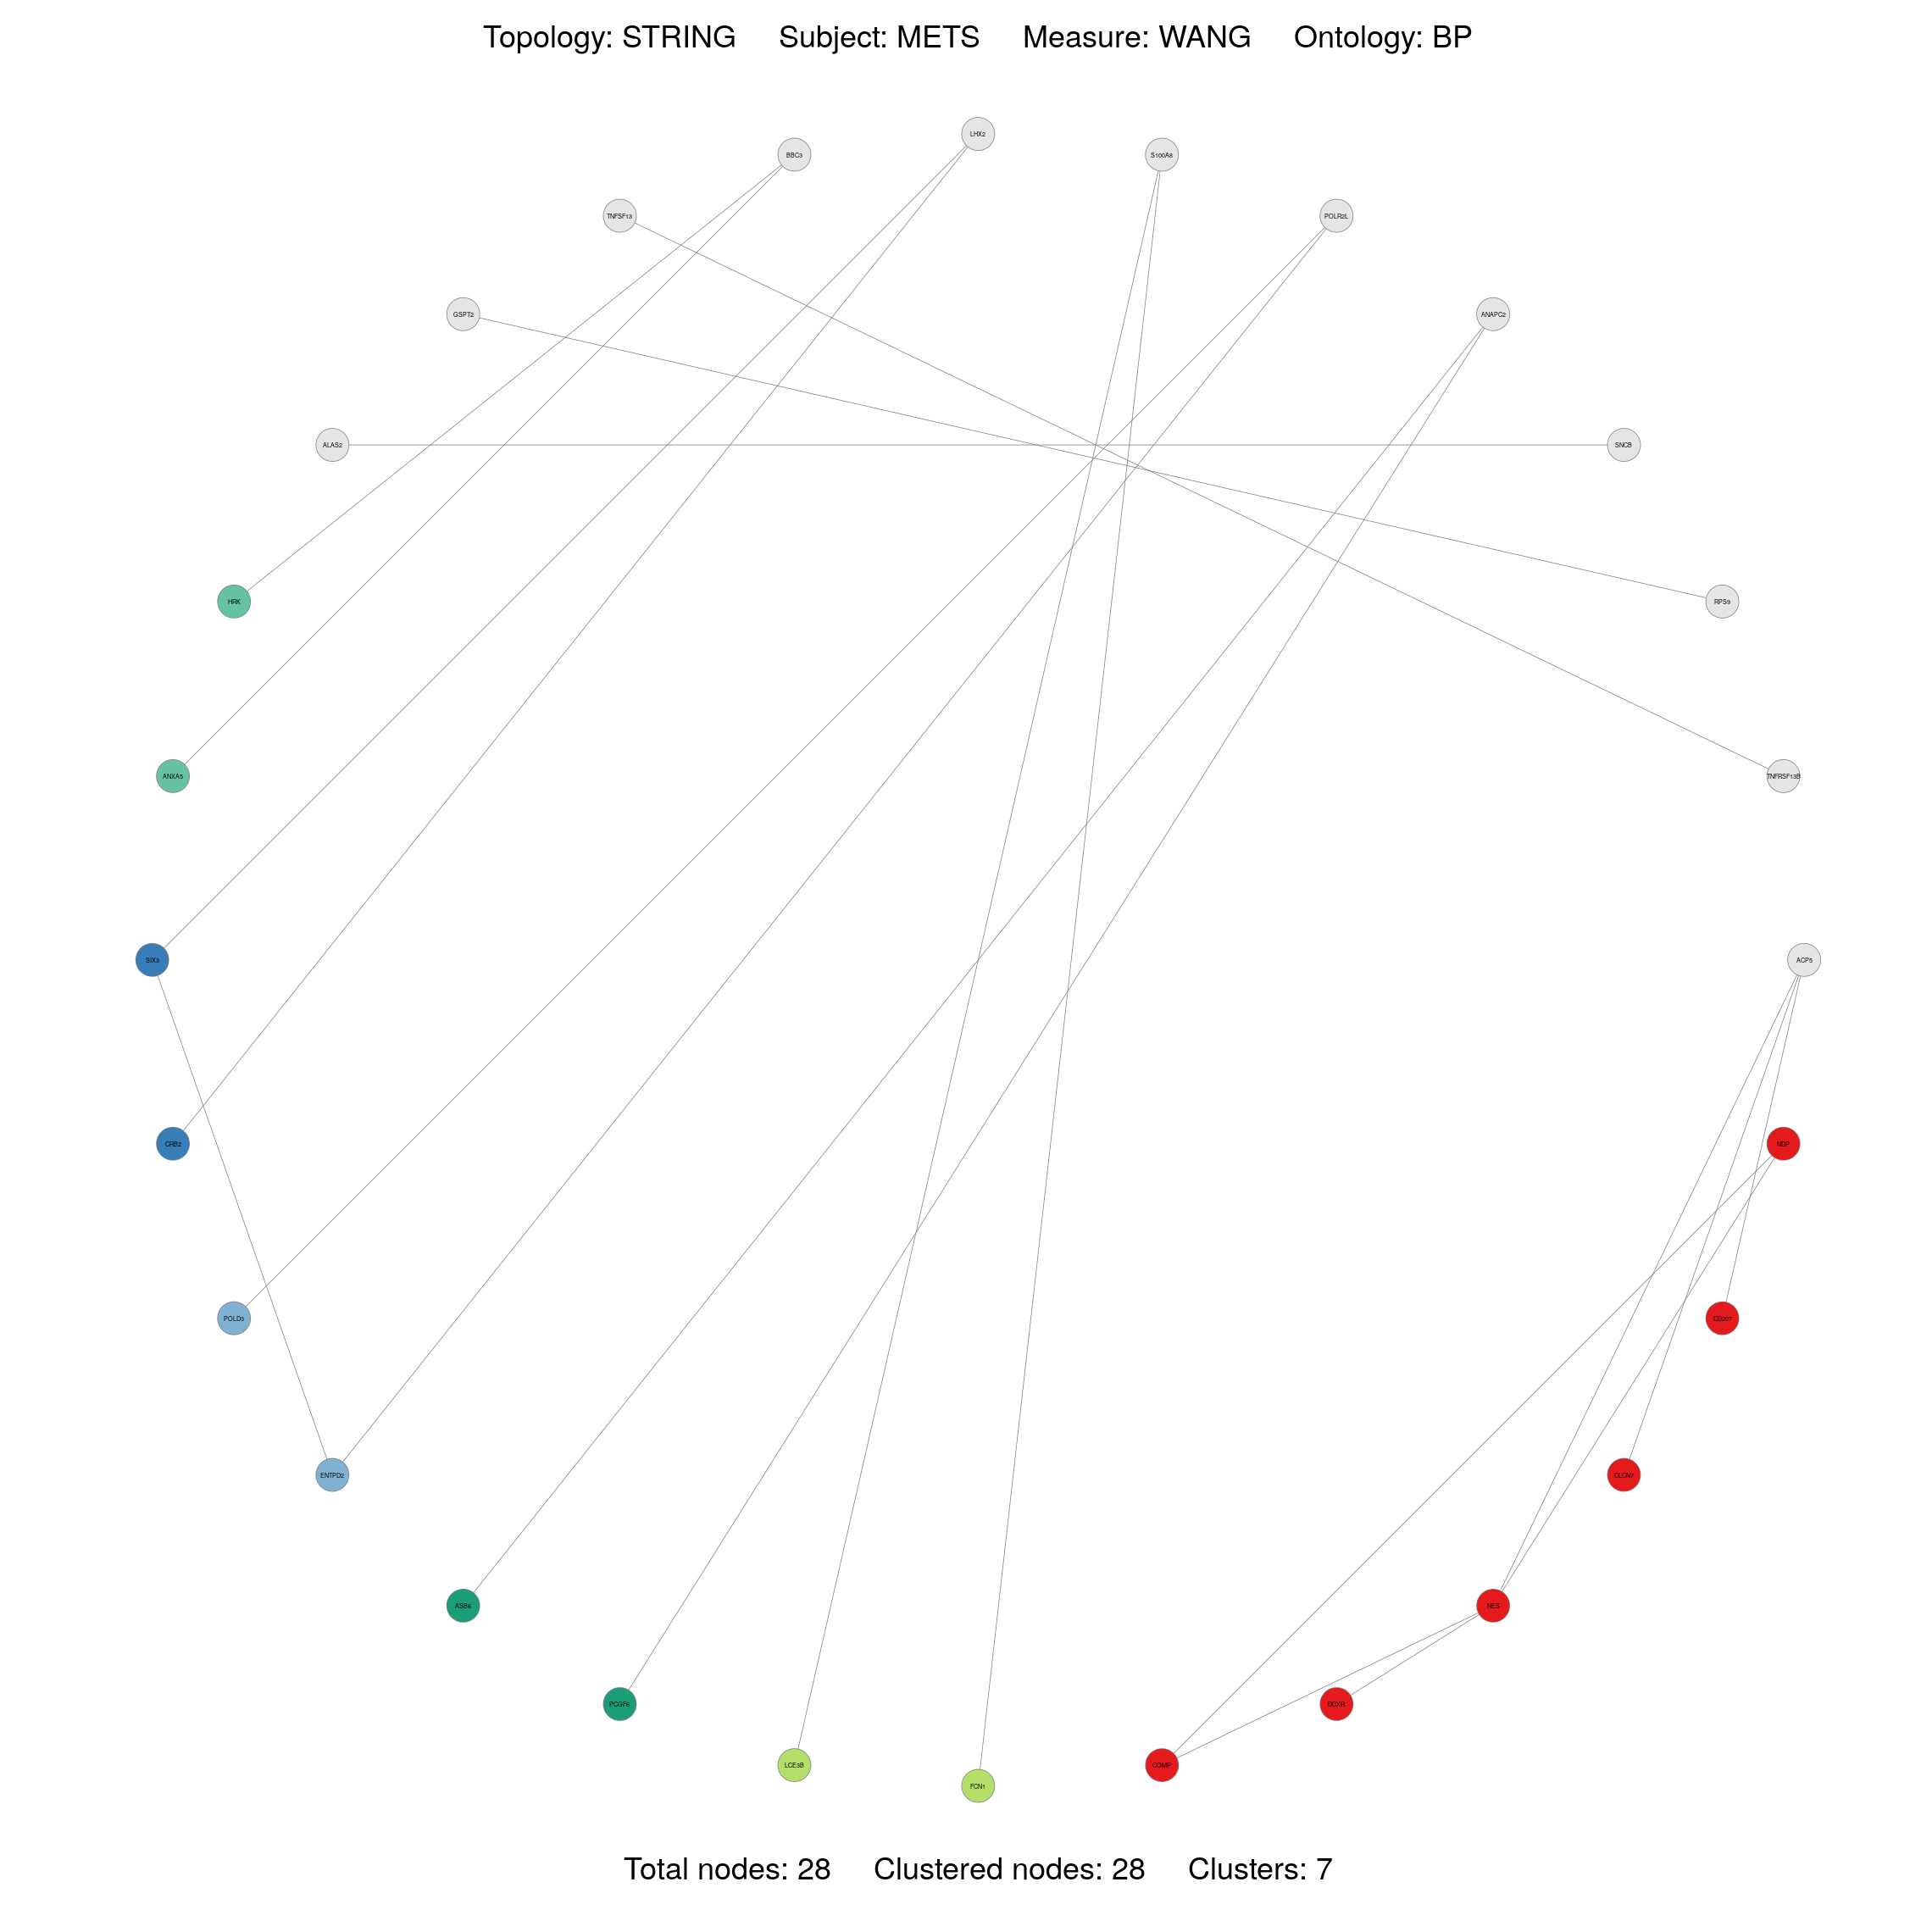 Topology: STRING Subject: METS Measure: WANG Ontology: BP
LHX2
BBC3
S100A8
TNFSF13
POLR2L
GSPT2
ANAPC2
ALAS2
SNCB
HRK
RPS9
ANXA5
TNFRSF13B
SIX3
ACP5
CRB2
NDP
POLD3
CD207
ENTPD2
CLCN7
ASB6
NES
PCGF6
DCXR
LCE3B
COMP
FCN1
Total nodes: 28 Clustered nodes: 28 Clusters: 7